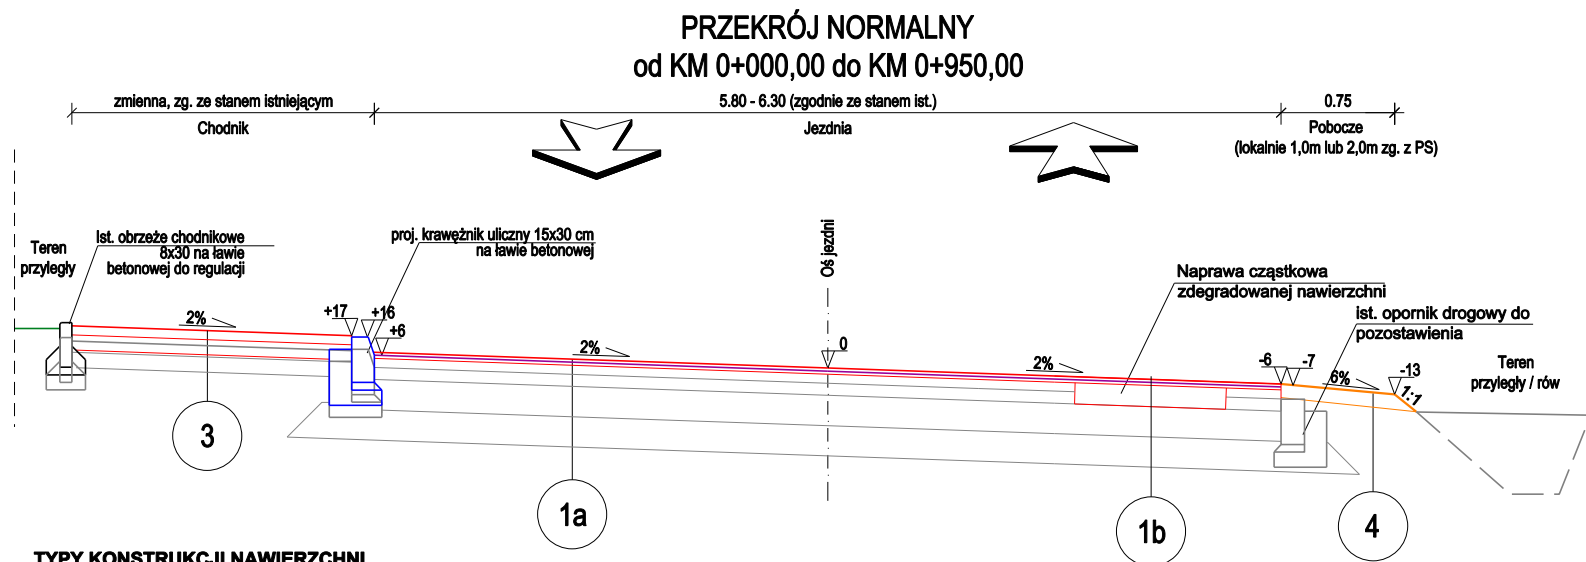 PRZEKRÓJ NORMALNY
od KM 0+000,00 do KM 0+950,00
zmienna, zg. ze stanem istniejącym
5.80 - 6.30 (zgodnie ze stanem ist.)
0.75
Chodnik
Jezdnia
Pobocze
(lokalnie 1,0m lub 2,0m zg. z PS)
Teren
przyległy
Ist. obrzeże chodnikowe
8x30 na ławie
betonowej do regulacji
proj. krawężnik uliczny 15x30 cm
na ławie betonowej
Oś jezdni
Naprawa cząstkowa
zdegradowanej nawierzchni
ist. opornik drogowy do
pozostawienia
Teren
przyległy / rów
2%
+17
+16
+6
2%
0
2%
-6
-7
6%
-13
1:1
3
1a
1b
4
TYPY KONSTRUKCJI NAWIERZCHNI